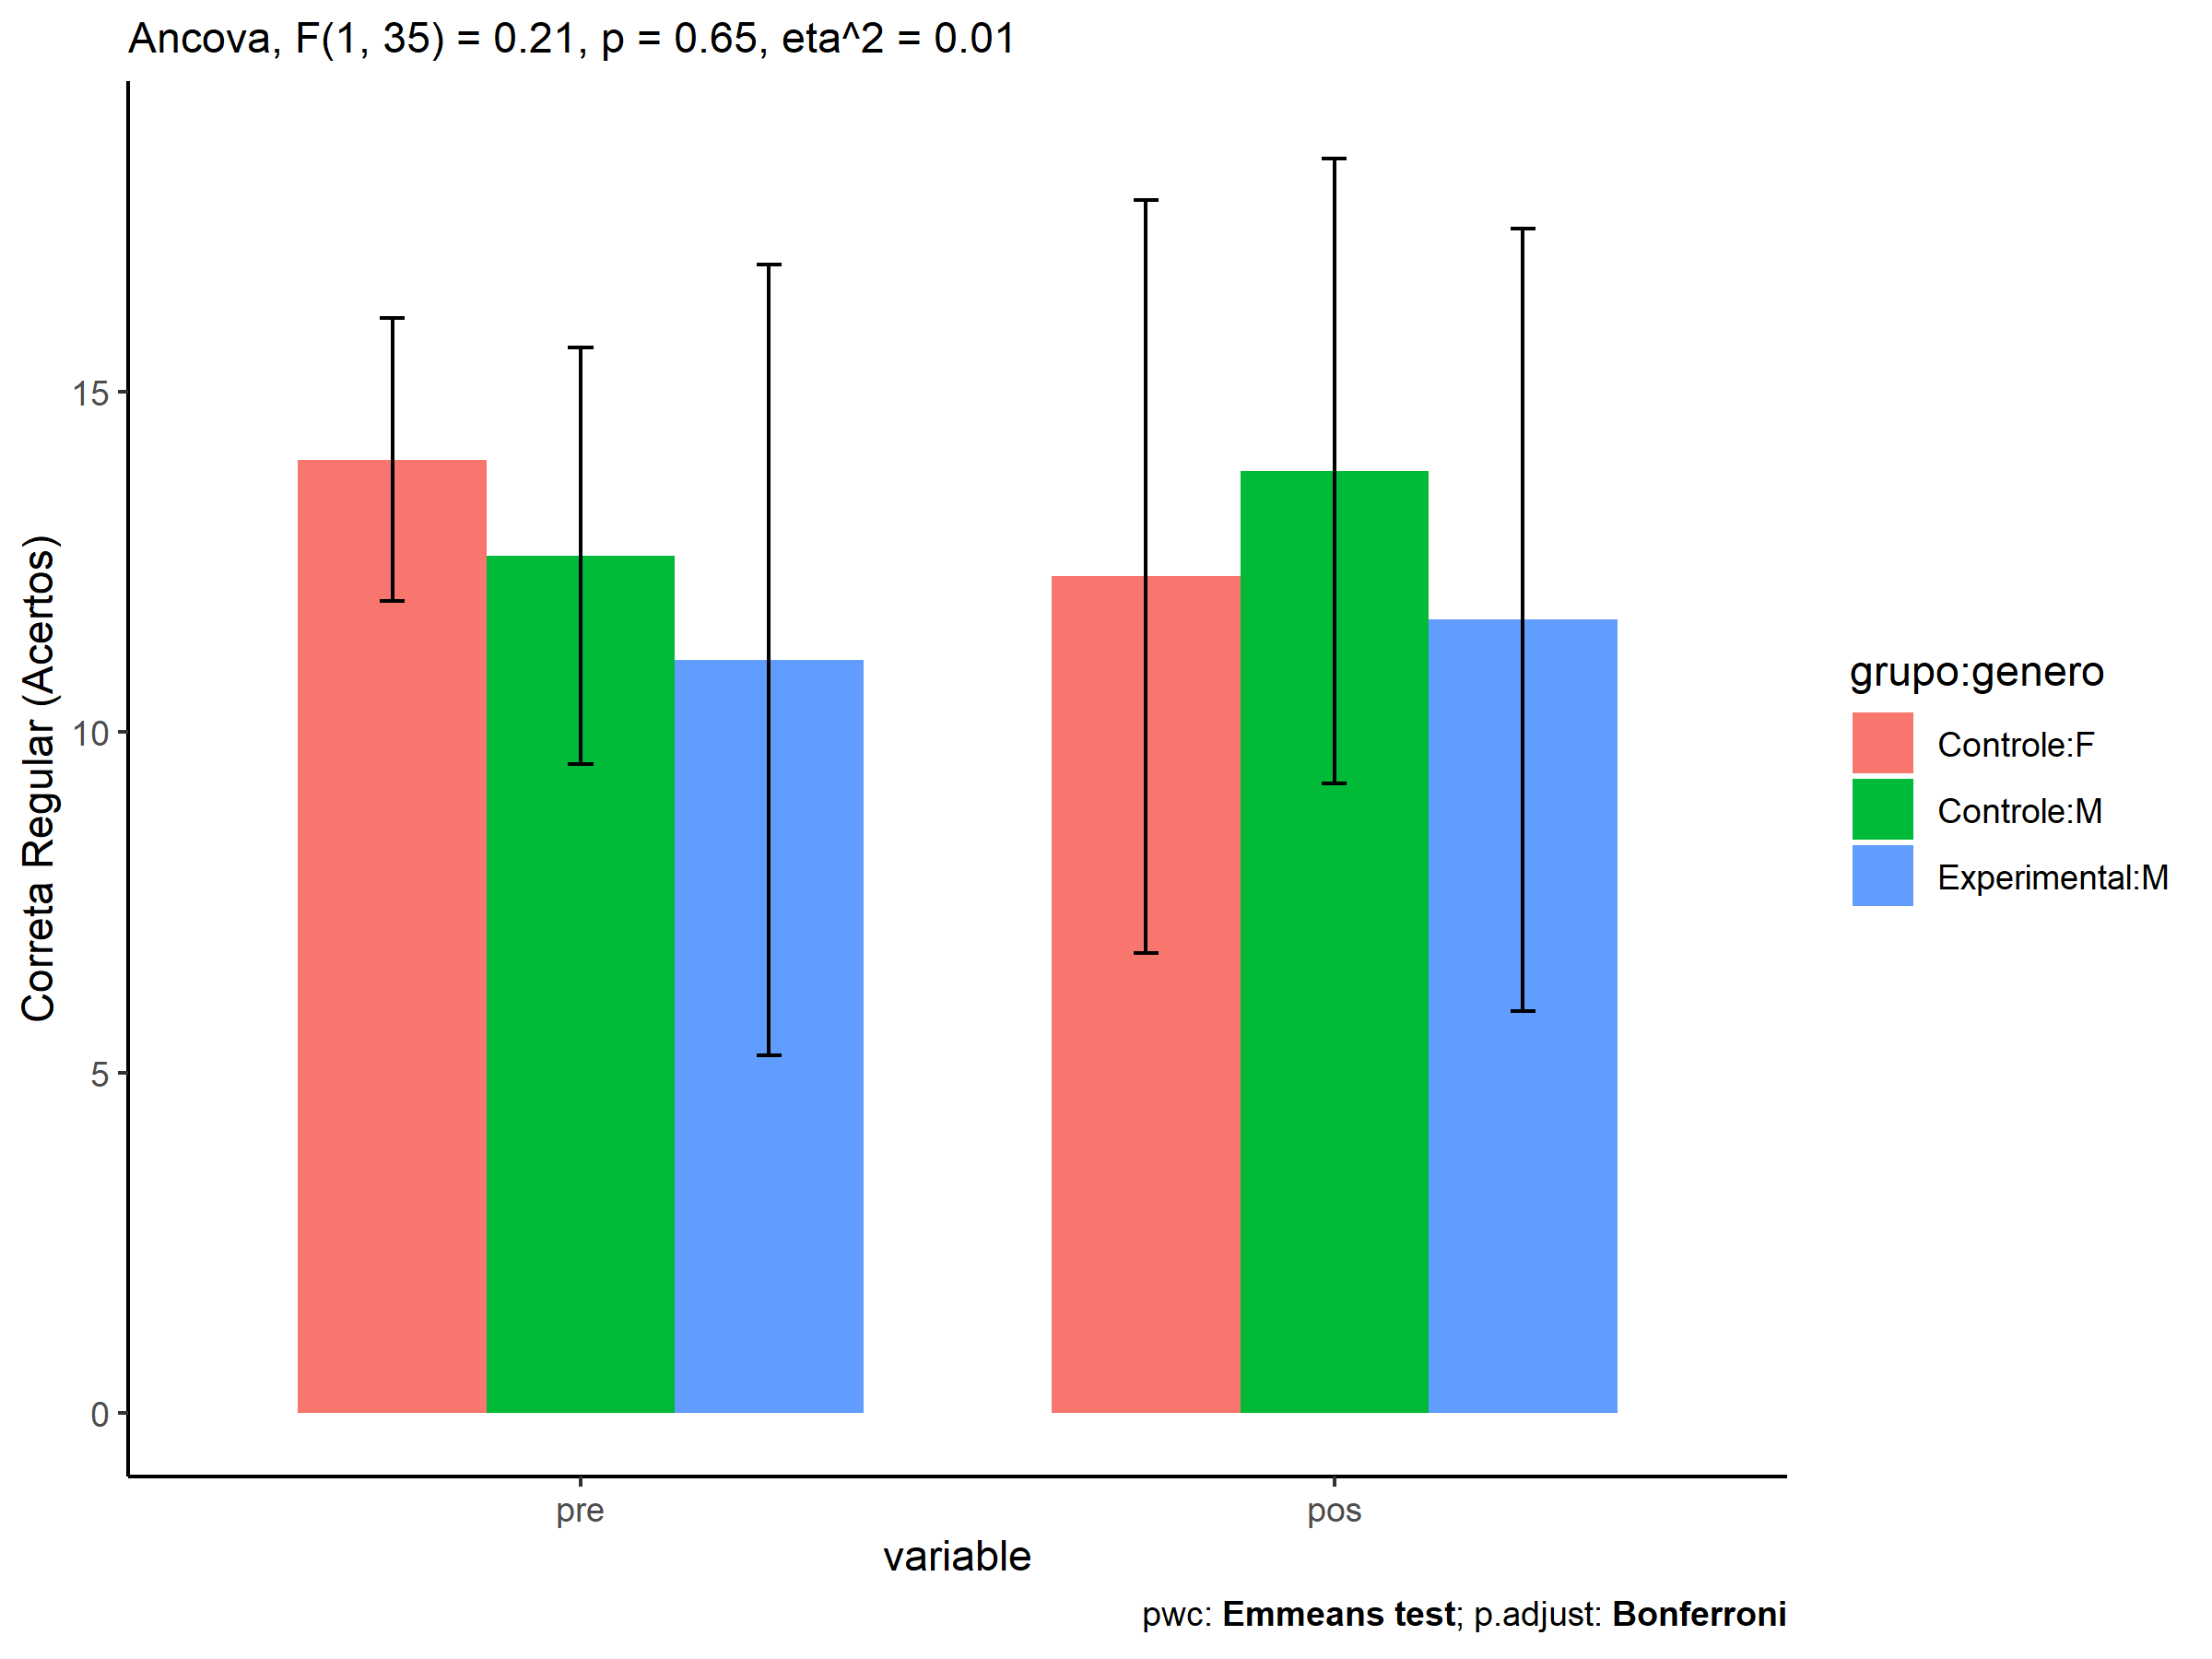 Ancova, F(1, 35) = 0.21, p = 0.65, eta^2 = 0.01
Correta Regular (Acertos)
15
10
5
0
pre
pos
variable
grupo:genero
Controle:F
Controle:M
Experimental:M
pwc: Emmeans test; p.adjust: Bonferroni